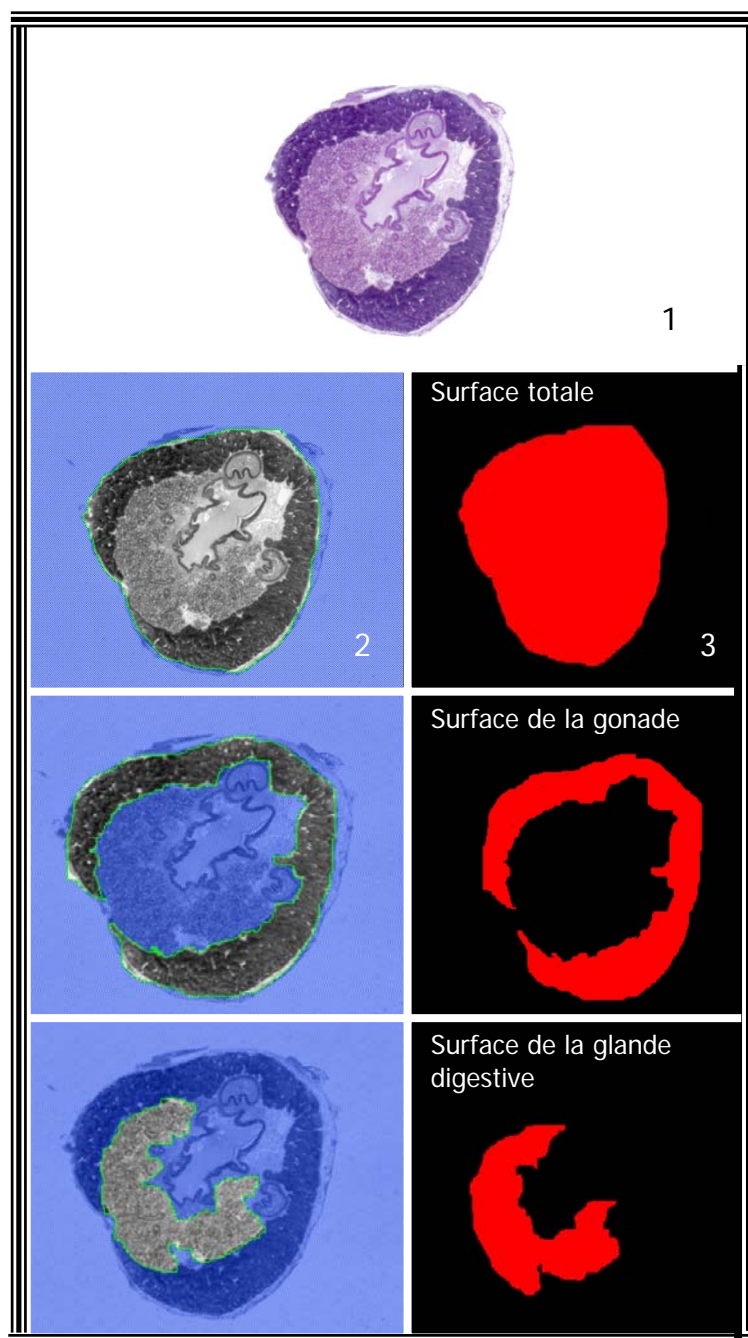 1
Surface totale
2
3
Surface de la gonade
Surface de la glande
digestive